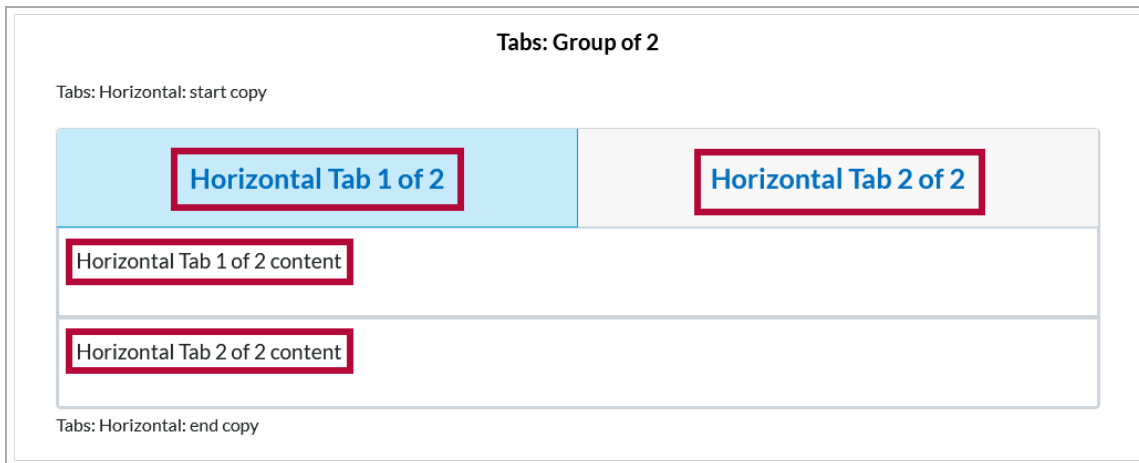 Tabs: Group of 2
Tabs: Horizontal: start copy
Horizontal Tab 1 of 2
Horizontal Tab 2 of 2
Horizontal Tab 1 of 2 content
Horizontal Tab 2 of 2 content
Tabs: Horizontal: end copy